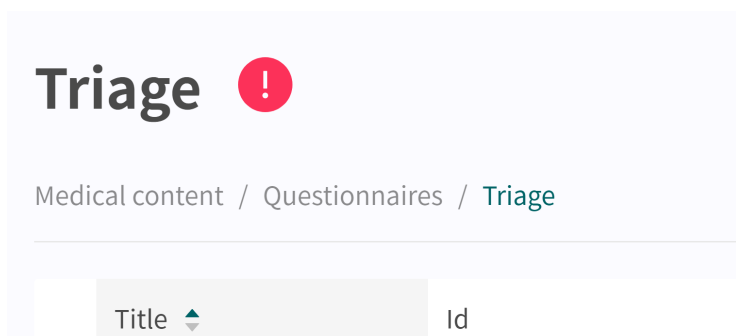 Triage !
Medical content / Questionnaires / Triage
Title Id